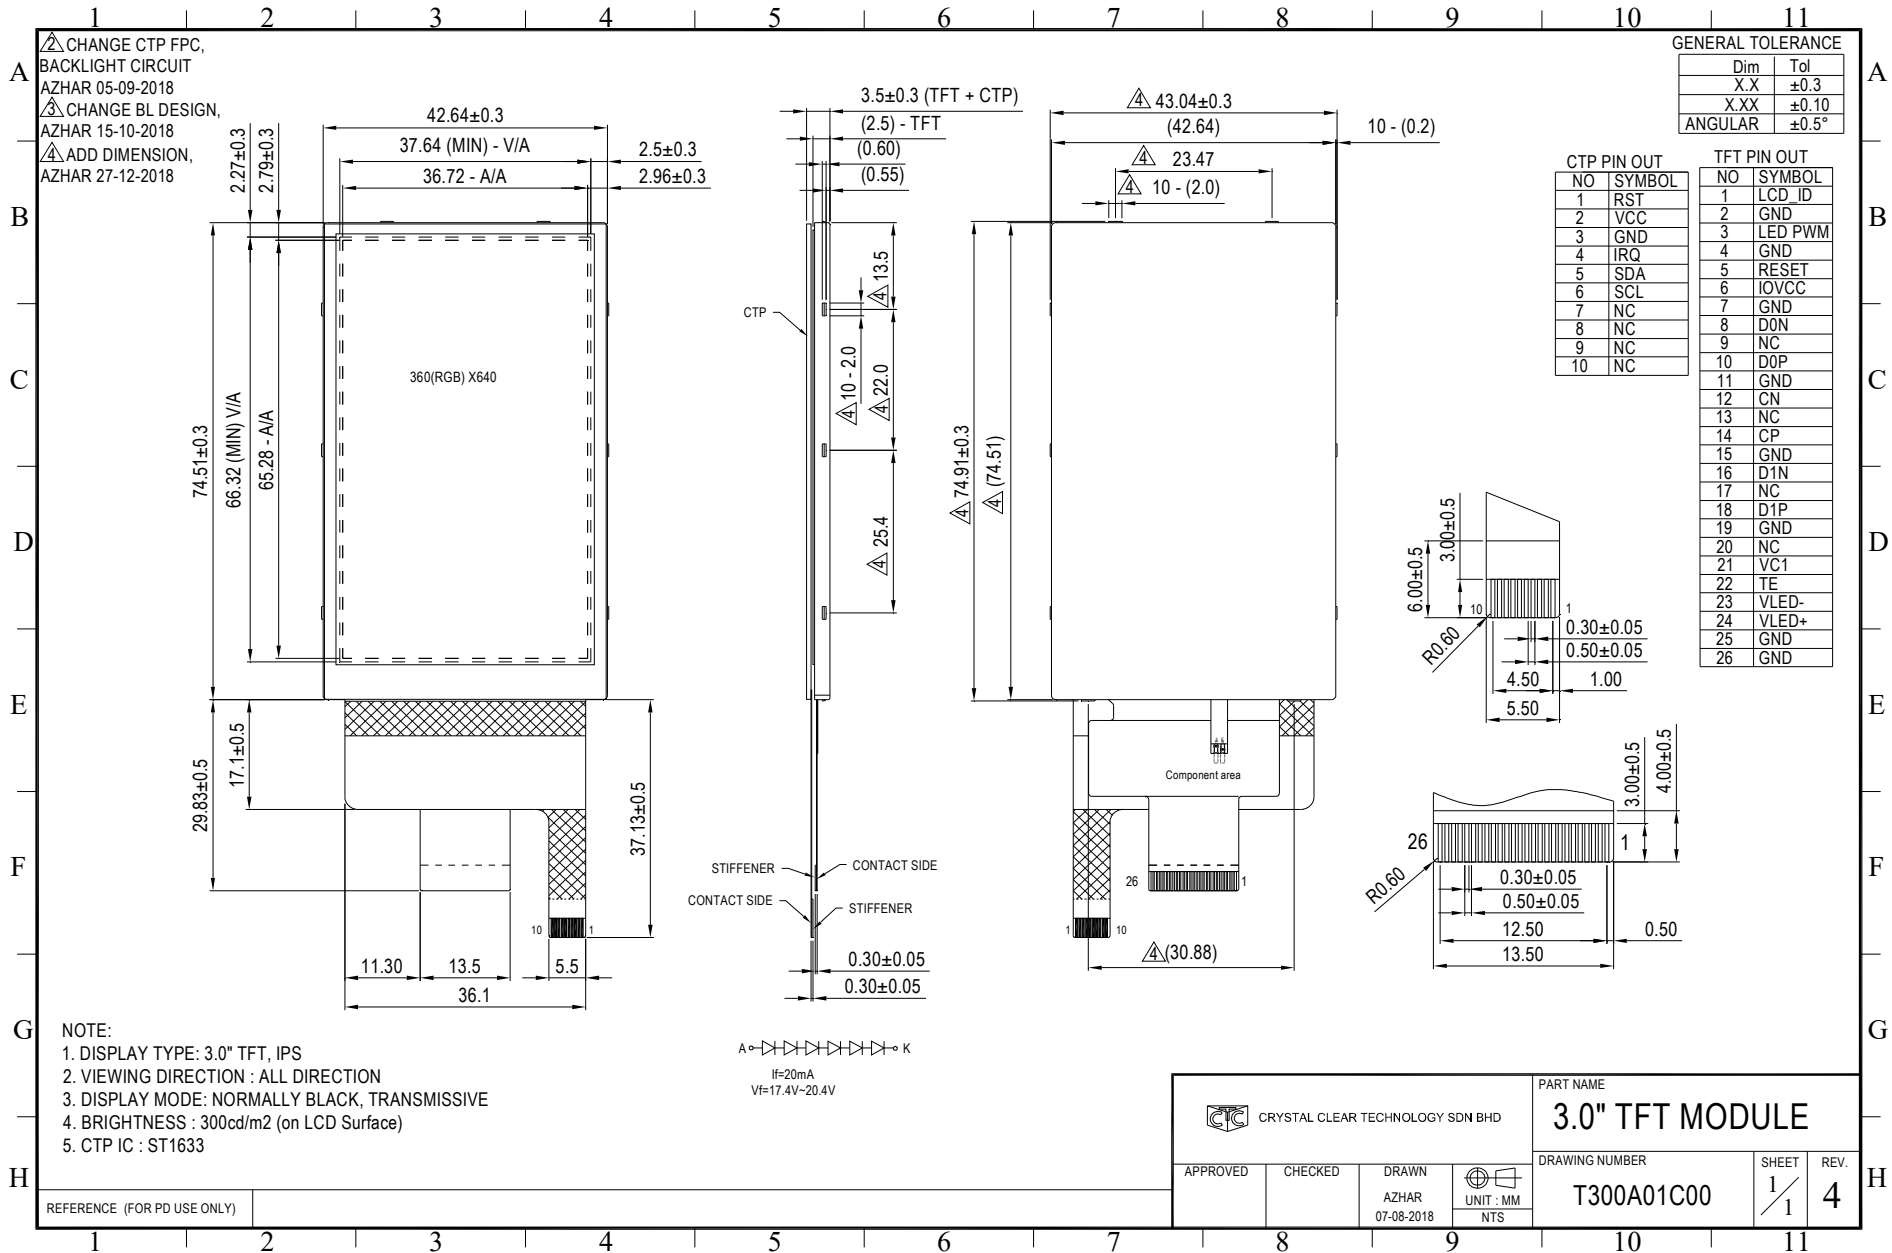 1 2 3 4 5 6 7 8 9 10 11
A
B
C
D
E
F
G
H
2 CHANGE CTP FPC,
BACKLIGHT CIRCUIT
AZHAR 05-09-2018
3 CHANGE BL DESIGN,
AZHAR 15-10-2018
4 ADD DIMENSION,
AZHAR 27-12-2018
42.64±0.3
37.64 (MIN) - V/A
36.72 - A/A
2.5±0.3
2.96±0.3
2.27±0.3
2.79±0.3
74.51±0.3
66.32 (MIN) V/A
65.28 - A/A
360(RGB) X640
29.83±0.5
17.1±0.5
37.13±0.5
10
1
11.30
13.5
5.5
36.1
3.5±0.3 (TFT + CTP)
(2.5) - TFT
(0.60)
(0.55)
CTP
4 13.5
4 10 - 2.0
4 22.0
4 25.4
STIFFENER
CONTACT SIDE
CONTACT SIDE
STIFFENER
0.30±0.05
0.30±0.05
A
K
If=20mA
Vf=17.4V~20.4V
4 43.04±0.3
(42.64)
10 - (0.2)
4 23.47
4 10 - (2.0)
4 74.91±0.3
4 (74.51)
A K
Component area
26
1
1
10
4 (30.88)
6.00±0.5
3.00±0.5
10
1
R0.60
0.30±0.05
0.50±0.05
4.50
1.00
5.50
3.00±0.5
4.00±0.5
26
1
R0.60
0.30±0.05
0.50±0.05
12.50
0.50
13.50
GENERAL TOLERANCE
Dim Tol
X.X ±0.3
X.XX ±0.10
ANGULAR ±0.5°
CTP PIN OUT
NO SYMBOL
1 RST
2 VCC
3 GND
4 IRQ
5 SDA
6 SCL
7 NC
8 NC
9 NC
10 NC
TFT PIN OUT
NO SYMBOL
1 LCD_ID
2 GND
3 LED PWM
4 GND
5 RESET
6 IOVCC
7 GND
8 D0N
9 NC
10 D0P
11 GND
12 CN
13 NC
14 CP
15 GND
16 D1N
17 NC
18 D1P
19 GND
20 NC
21 VC1
22 TE
23 VLED-
24 VLED+
25 GND
26 GND
NOTE:
1. DISPLAY TYPE: 3.0" TFT, IPS
2. VIEWING DIRECTION : ALL DIRECTION
3. DISPLAY MODE: NORMALLY BLACK, TRANSMISSIVE
4. BRIGHTNESS : 300cd/m2 (on LCD Surface)
5. CTP IC : ST1633
REFERENCE (FOR PD USE ONLY)
CTC
CRYSTAL CLEAR TECHNOLOGY SDN BHD
PART NAME
3.0" TFT MODULE
APPROVED
CHECKED
DRAWN
AZHAR
07-08-2018
UNIT : MM
NTS
DRAWING NUMBER
T300A01C00
SHEET
1/1
REV.
4
A
B
C
D
E
F
G
H
1 2 3 4 5 6 7 8 9 10 11